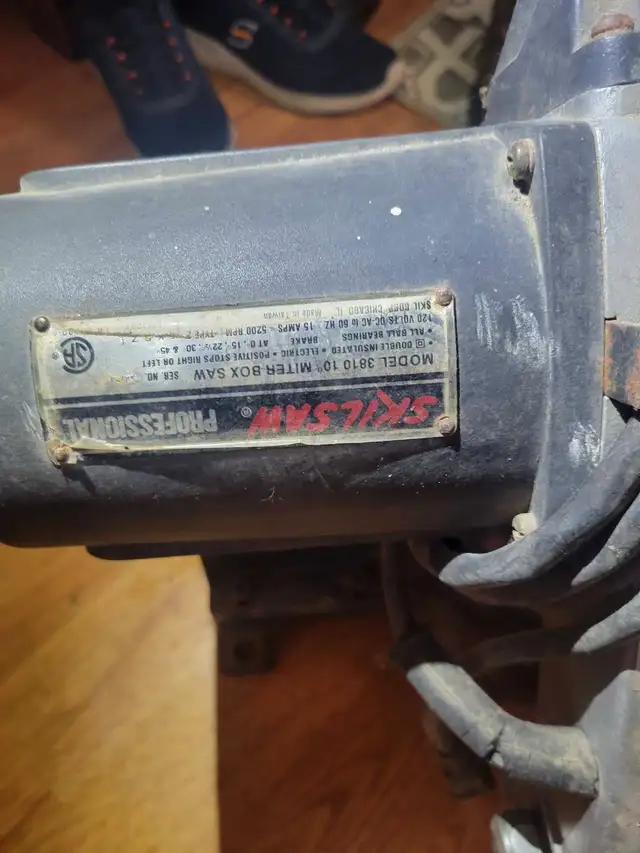 SKILSAW® PROFESSIONAL
MODEL 3810 10" MITER BOX SAW SER. NO.
• DOUBLE INSULATED • ELECTRIC BRAKE • POSITIVE STOPS RIGHT OR LEFT
• ALL BALL BEARINGS AT 0, 15, 22½, 30 & 45°
120 VOLTS DC/AC to 60 HZ 15 AMPS - 5200 RPM TYPE
SKIL CORP. CHICAGO IL Made in Taiwan
SA